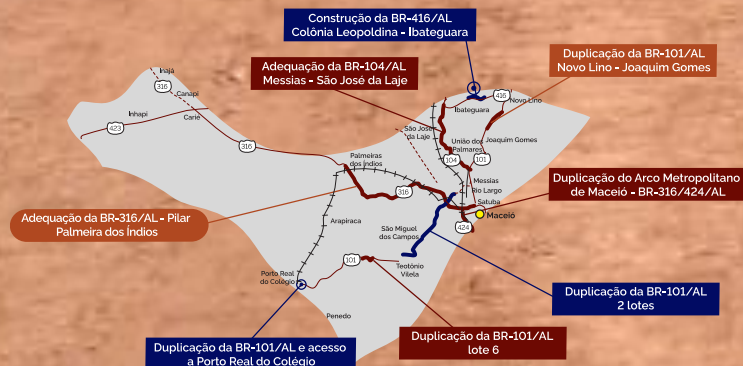 Construção da BR-416/AL
Colônia Leopoldina - Ibateguara
Adequação da BR-104/AL
Messias - São José da Laje
Duplicação da BR-101/AL
Novo Lino - Joaquim Gomes
Inajá
316
Canapi
Inhapi
Carié
423
316
416
Novo Lino
Ibateguara
São José
da Laje
União dos
Palmares
Joaquim Gomes
104
101
Palmeiras
dos Índios
316
Messias
Rio Largo
Satuba
Maceió
424
Duplicação do Arco Metropolitano
de Maceió - BR-316/424/AL
Adequação da BR-316/AL - Pilar
Palmeira dos Índios
Arapiraca
São Miguel
dos Campos
101
Teotônio
Vilela
Porto Real
do Colégio
Penedo
Duplicação da BR-101/AL
2 lotes
Duplicação da BR-101/AL
lote 6
Duplicação da BR-101/AL e acesso
a Porto Real do Colégio